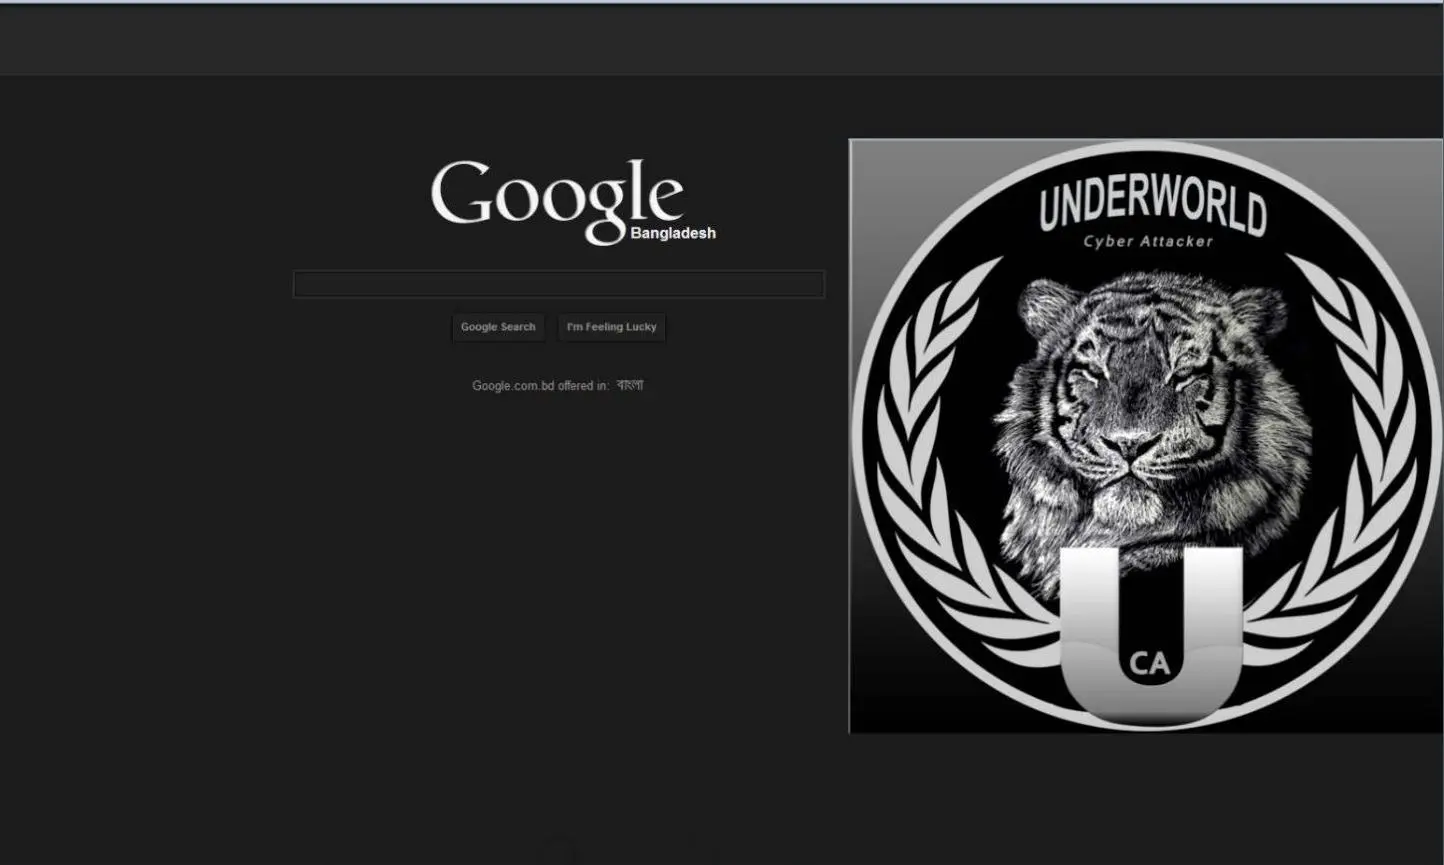 Google
Bangladesh
Google Search
I'm Feeling Lucky
Google.com.bd offered in: বাংলা
UNDERWORLD
Cyber Attacker
U
CA